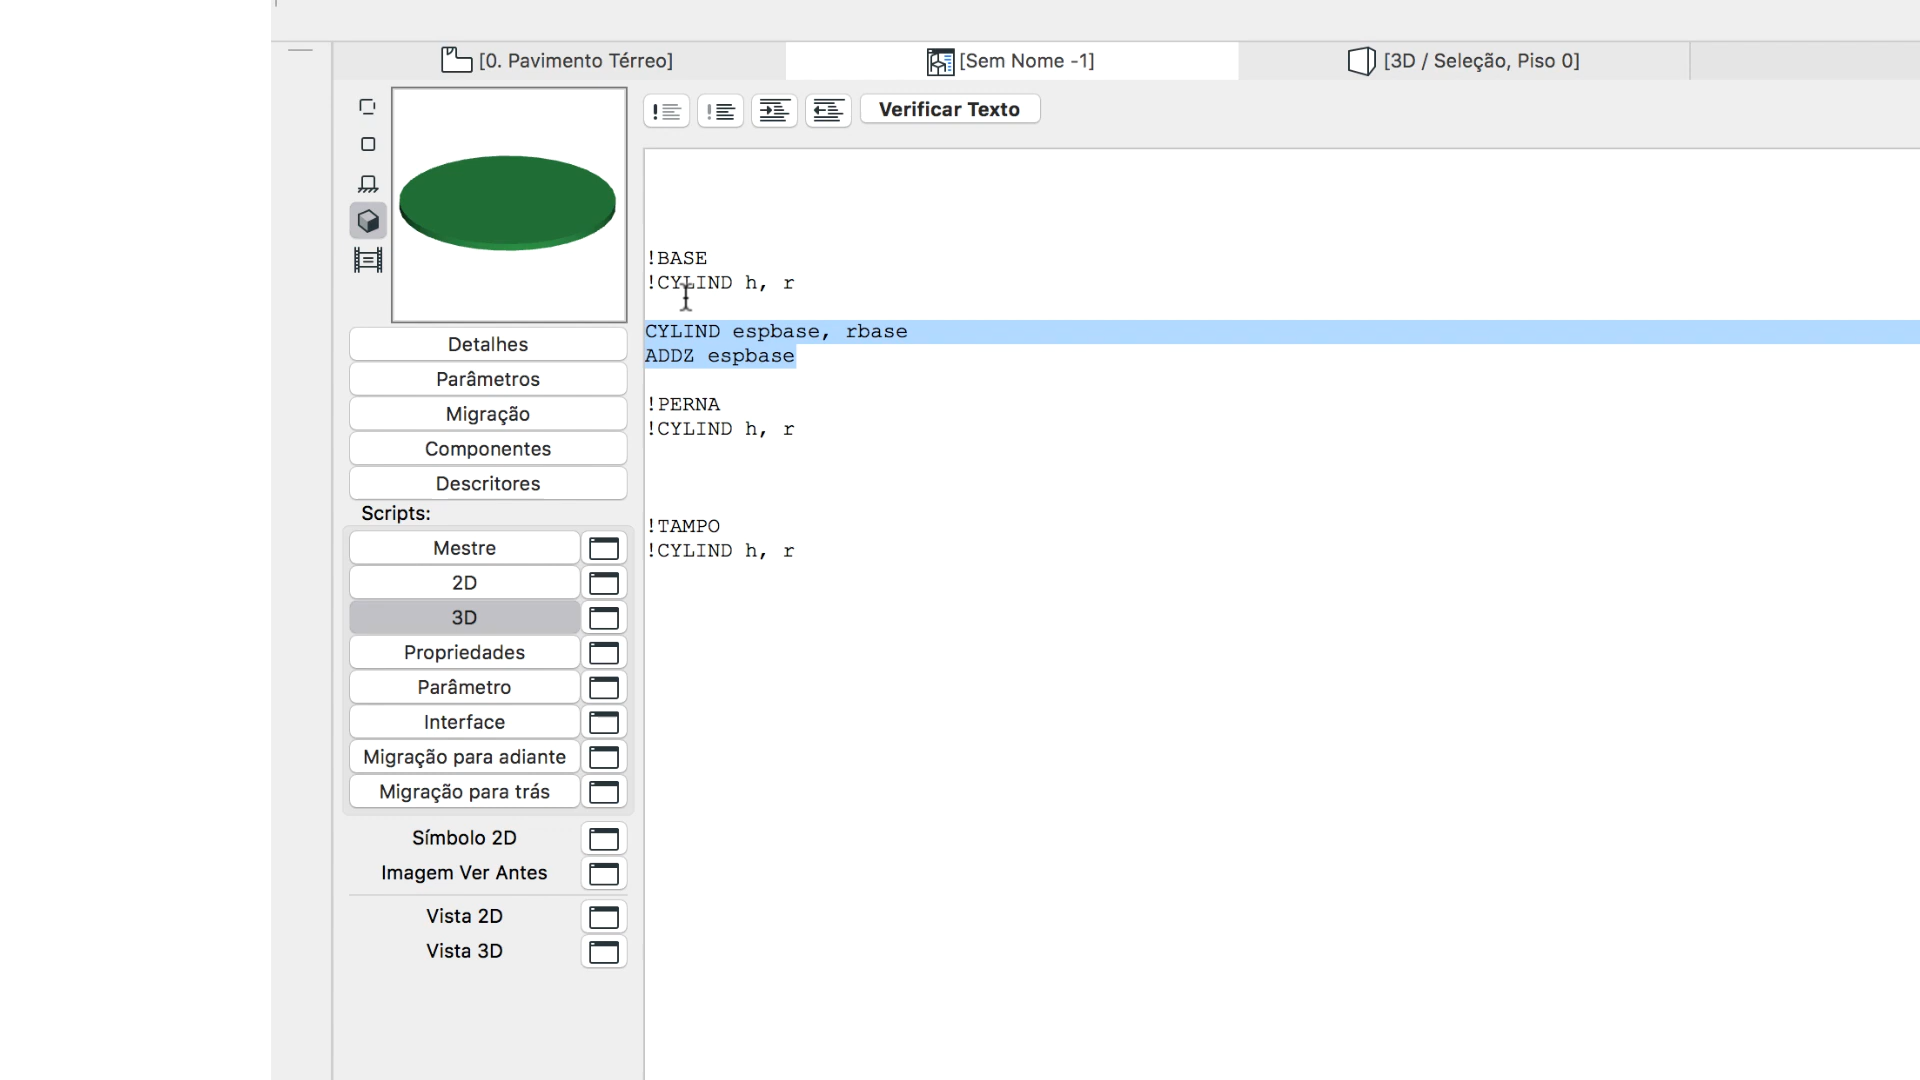 [0. Pavimento Térreo]
[Sem Nome -1]
[3D / Seleção, Piso 0]
Verificar Texto
!BASE
!CYLIND h, r
CYLIND espbase, rbase
ADDZ espbase
!PERNA
!CYLIND h, r
!TAMPO
!CYLIND h, r
Detalhes
Parâmetros
Migração
Componentes
Descritores
Scripts:
Mestre
2D
3D
Propriedades
Parâmetro
Interface
Migração para adiante
Migração para trás
Símbolo 2D
Imagem Ver Antes
Vista 2D
Vista 3D